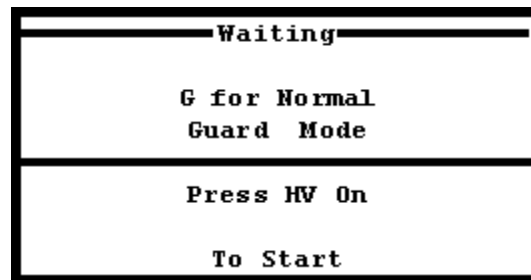 Waiting
G for Normal
Guard Mode
Press HV On
To Start